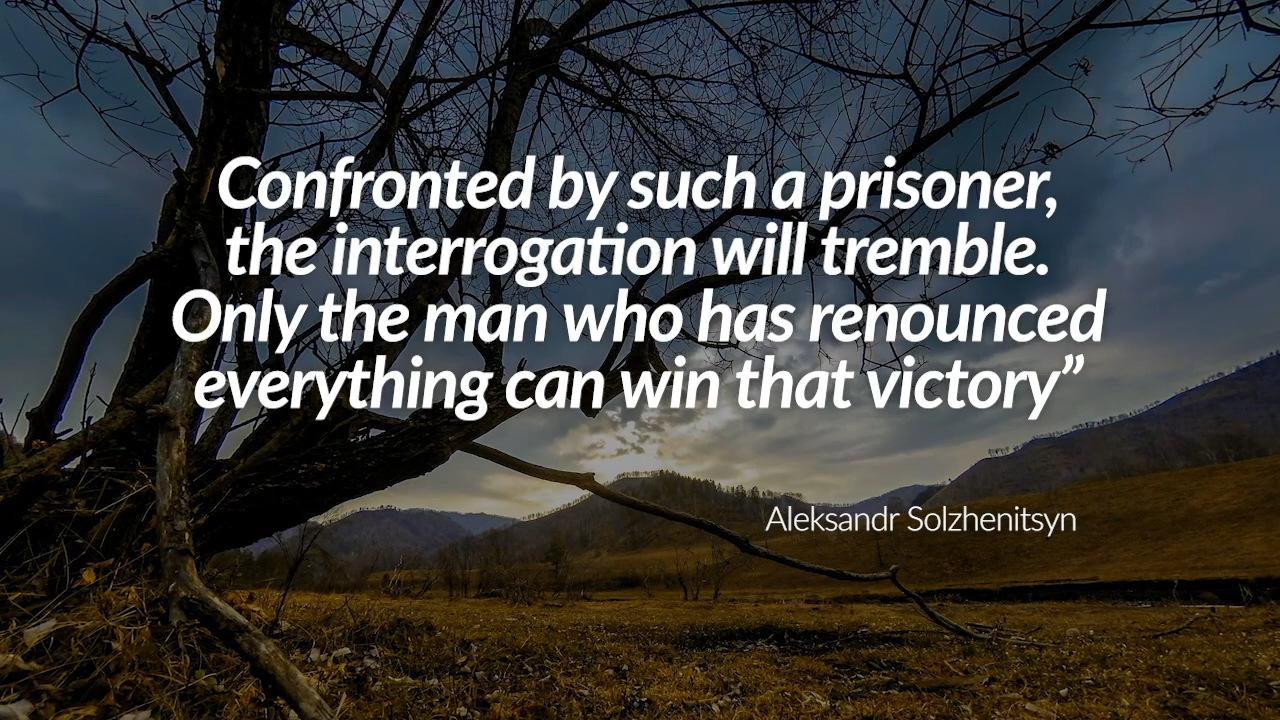 Confronted by such a prisoner,
the interrogation will tremble.
Only the man who has renounced
everything can win that victory”
Aleksandr Solzhenitsyn